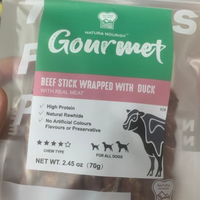 NATURA NOURISH™
Gourmet
BEEF STICK WRAPPED WITH DUCK
WITH REAL MEAT
✓ High Protein
✓ Natural Rawhide
✓ No Artificial Colours
Flavours or Preservative
CHEW TYPE
FOR ALL DOGS
NET WT. 2.45 oz (70g)